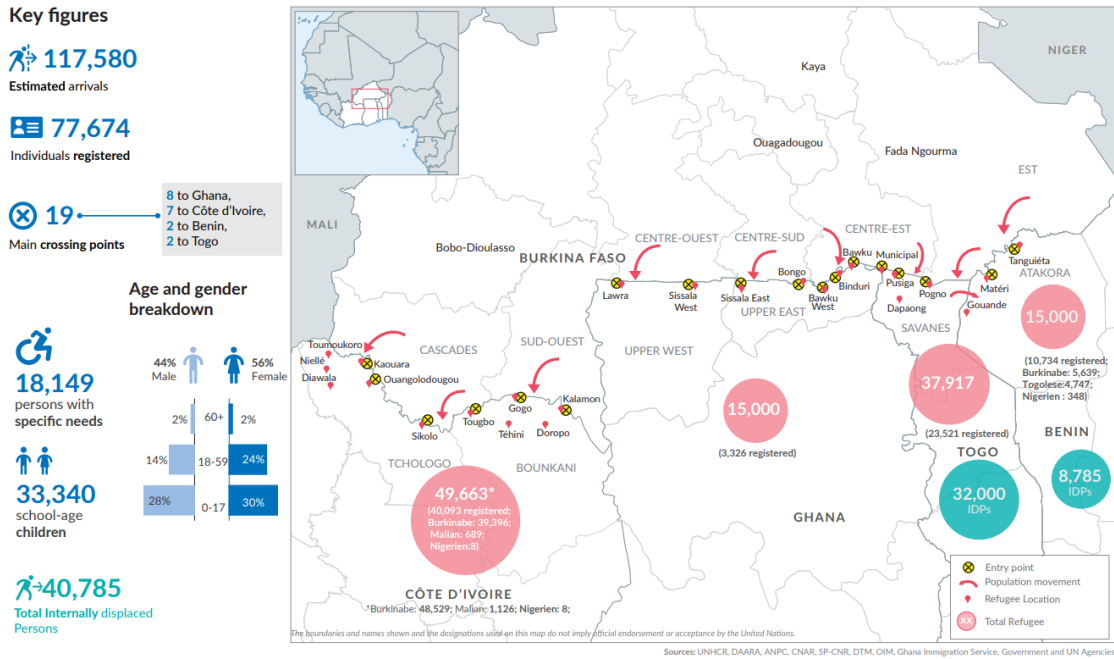 Key figures
117,580
Estimated arrivals
77,674
Individuals registered
19
Main crossing points
8 to Ghana,
7 to Côte d'Ivoire,
2 to Benin,
2 to Togo
Age and gender
breakdown
18,149
persons with
specific needs
33,340
school-age
children
44%
Male
56%
Female
2% 60+ 2%
14% 18-59 24%
28% 0-17 30%
40,785
Total Internally displaced
Persons
NIGER
Kaya
Ouagadougou
Fada Ngourma
EST
MALI
Bobo-Dioulasso
BURKINA FASO
CENTRE-OUEST
CENTRE-SUD
CENTRE-EST
Bawku
Municipal
Tanguiéta
ATAKORA
Bongo
Binduri
Pusiga
Pogno
Matéri
Gouande
Lawra
Sissala
West
Sissala East
Bawku
West
Dapaong
UPPER EAST
SAVANES
UPPER WEST
Toumoukoro
Niellé
Diawala
Kaouara
Ouangolodougou
CASCADES
SUD-OUEST
Sikolo
Tougbo
Gogo
Kalamon
Téhini
Doropo
TCHOLOGO
BOUNKANI
15,000
(10,734 registered;
Burkinabe: 5,639;
Togolese:4,747;
Nigerien : 348)
37,917
(23,521 registered)
TOGO
BENIN
15,000
(3,326 registered)
8,785
IDPs
32,000
IDPs
49,663*
(40,093 registered;
Burkinabe: 39,396;
Malian: 689;
Nigerien:8)
GHANA
CÔTE D'IVOIRE
*Burkinabe: 48,529; Malian: 1,126; Nigerien: 8;
Entry point
Population movement
Refugee Location
XX Total Refugee
The boundaries and names shown and the designations used on this map do not imply official endorsement or acceptance by the United Nations.
Sources: UNHCR, DAARA, ANPC, CNAR, SP-CNR, DTM, OIM, Ghana Immigration Service, Government and UN Agencies